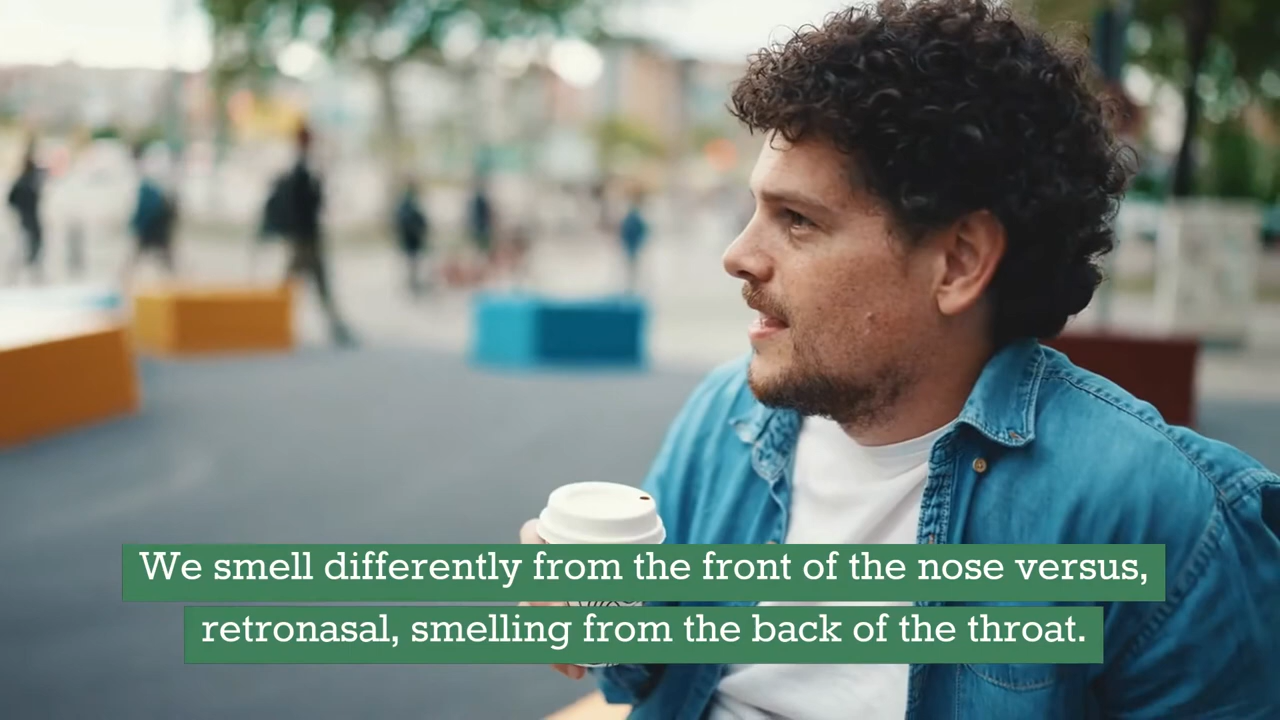 We smell differently from the front of the nose versus,
retronasal, smelling from the back of the throat.